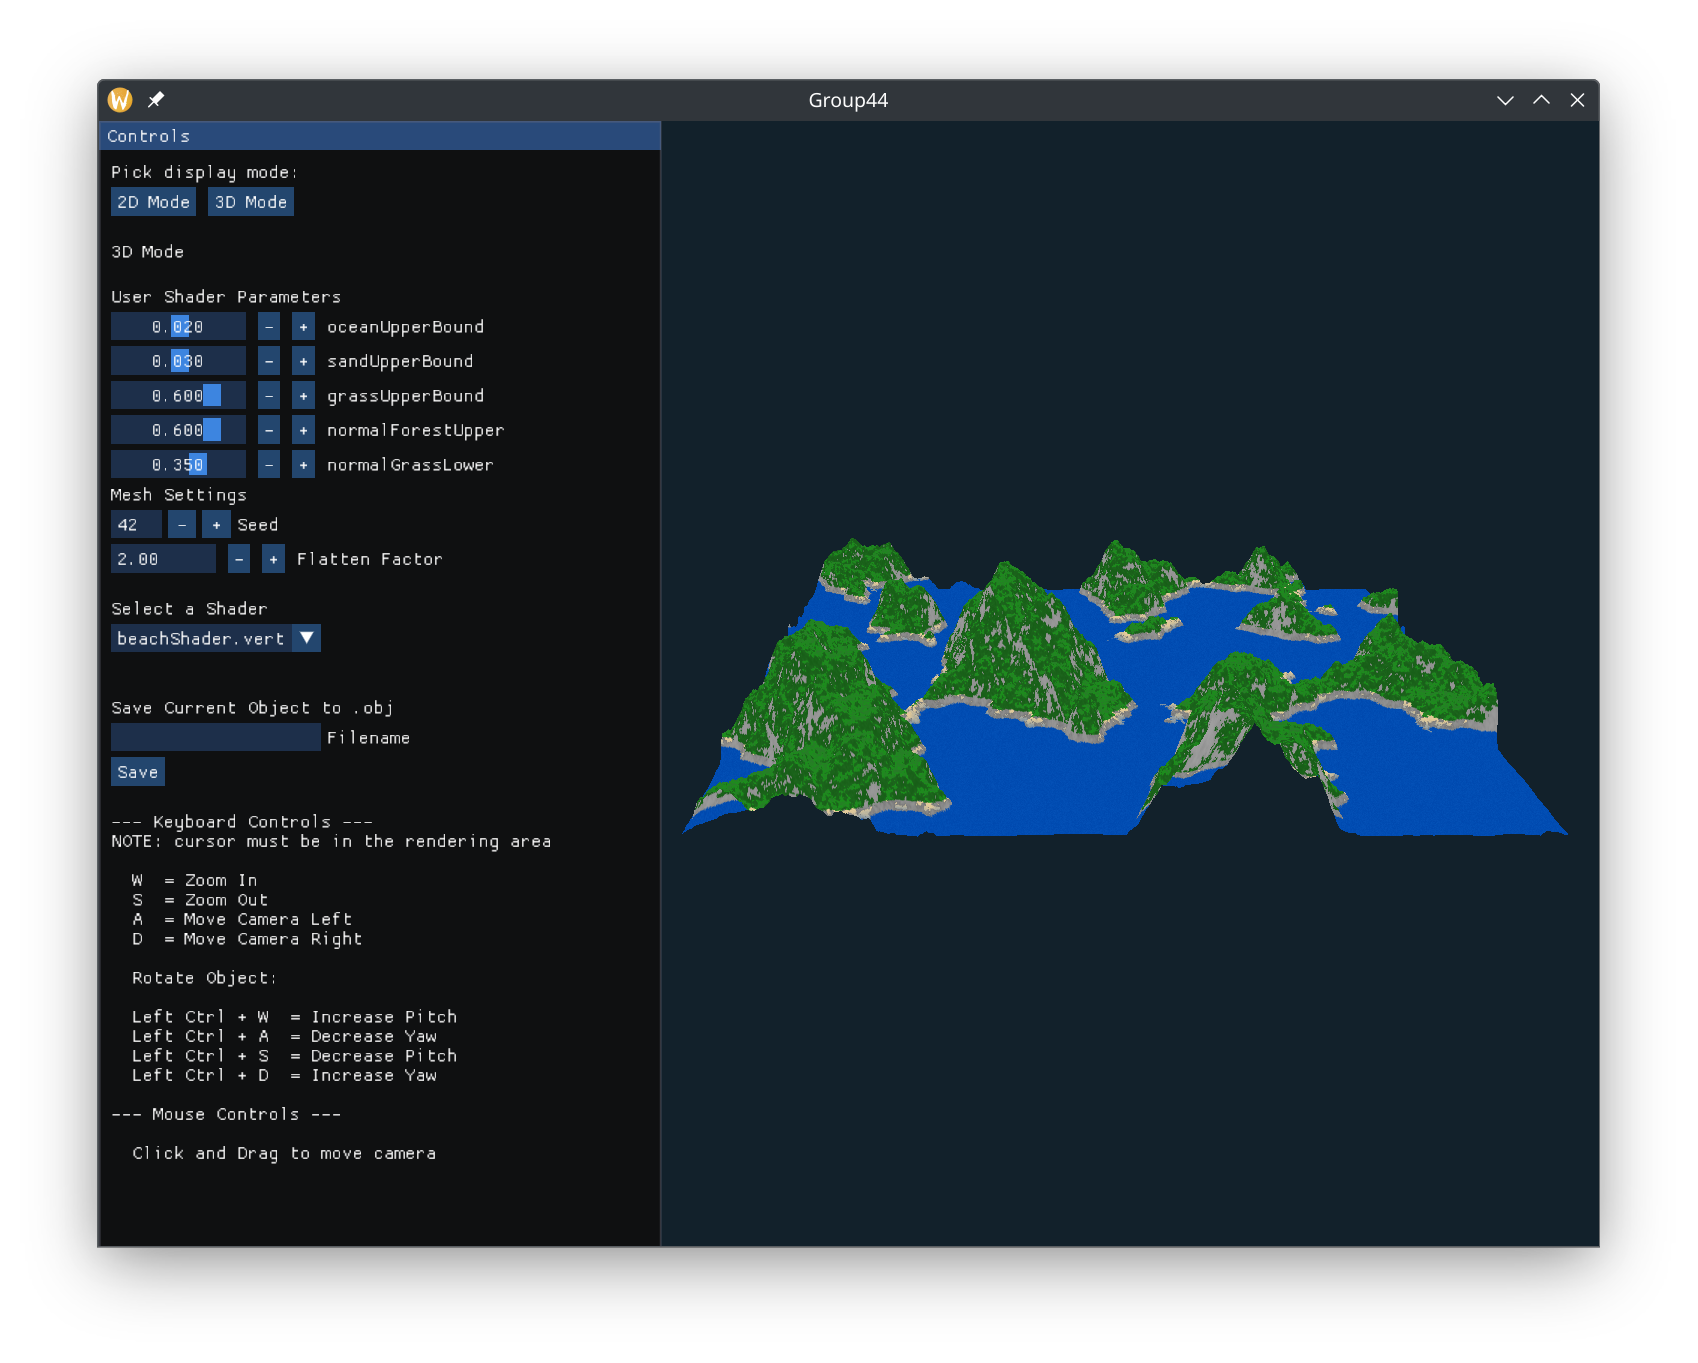 Group44
Controls
Pick display mode:
2D Mode 3D Mode
3D Mode
User Shader Parameters
0.020 - + oceanUpperBound
0.030 - + sandUpperBound
0.600 - + grassUpperBound
0.600 - + normalForestUpper
0.350 - + normalGrassLower
Mesh Settings
42 - + Seed
2.00 - + Flatten Factor
Select a Shader
beachShader.vert
Save Current Object to .obj
Filename
Save
--- Keyboard Controls ---
NOTE: cursor must be in the rendering area
W = Zoom In
S = Zoom Out
A = Move Camera Left
D = Move Camera Right
Rotate Object:
Left Ctrl + W = Increase Pitch
Left Ctrl + A = Decrease Yaw
Left Ctrl + S = Decrease Pitch
Left Ctrl + D = Increase Yaw
--- Mouse Controls ---
Click and Drag to move camera